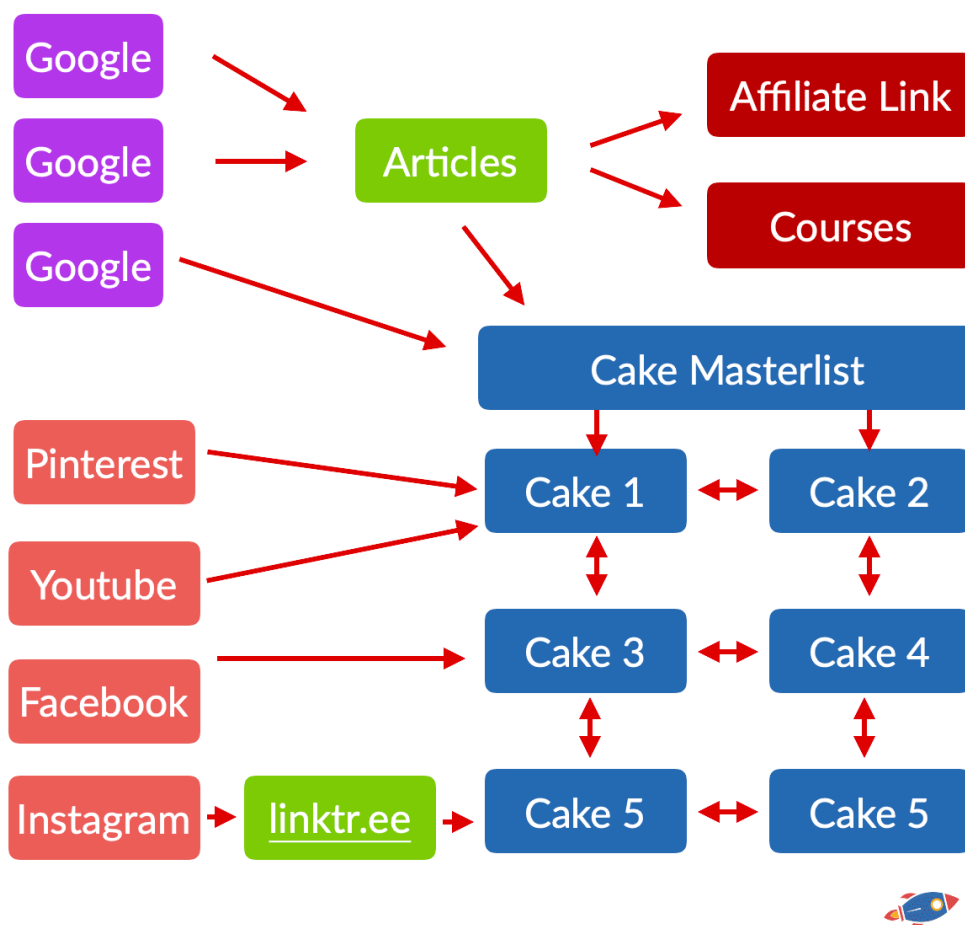 Google
Google
Google
Articles
Affiliate Link
Courses
Cake Masterlist
Pinterest
Youtube
Facebook
Instagram
linktr.ee
Cake 1
Cake 2
Cake 3
Cake 4
Cake 5
Cake 5